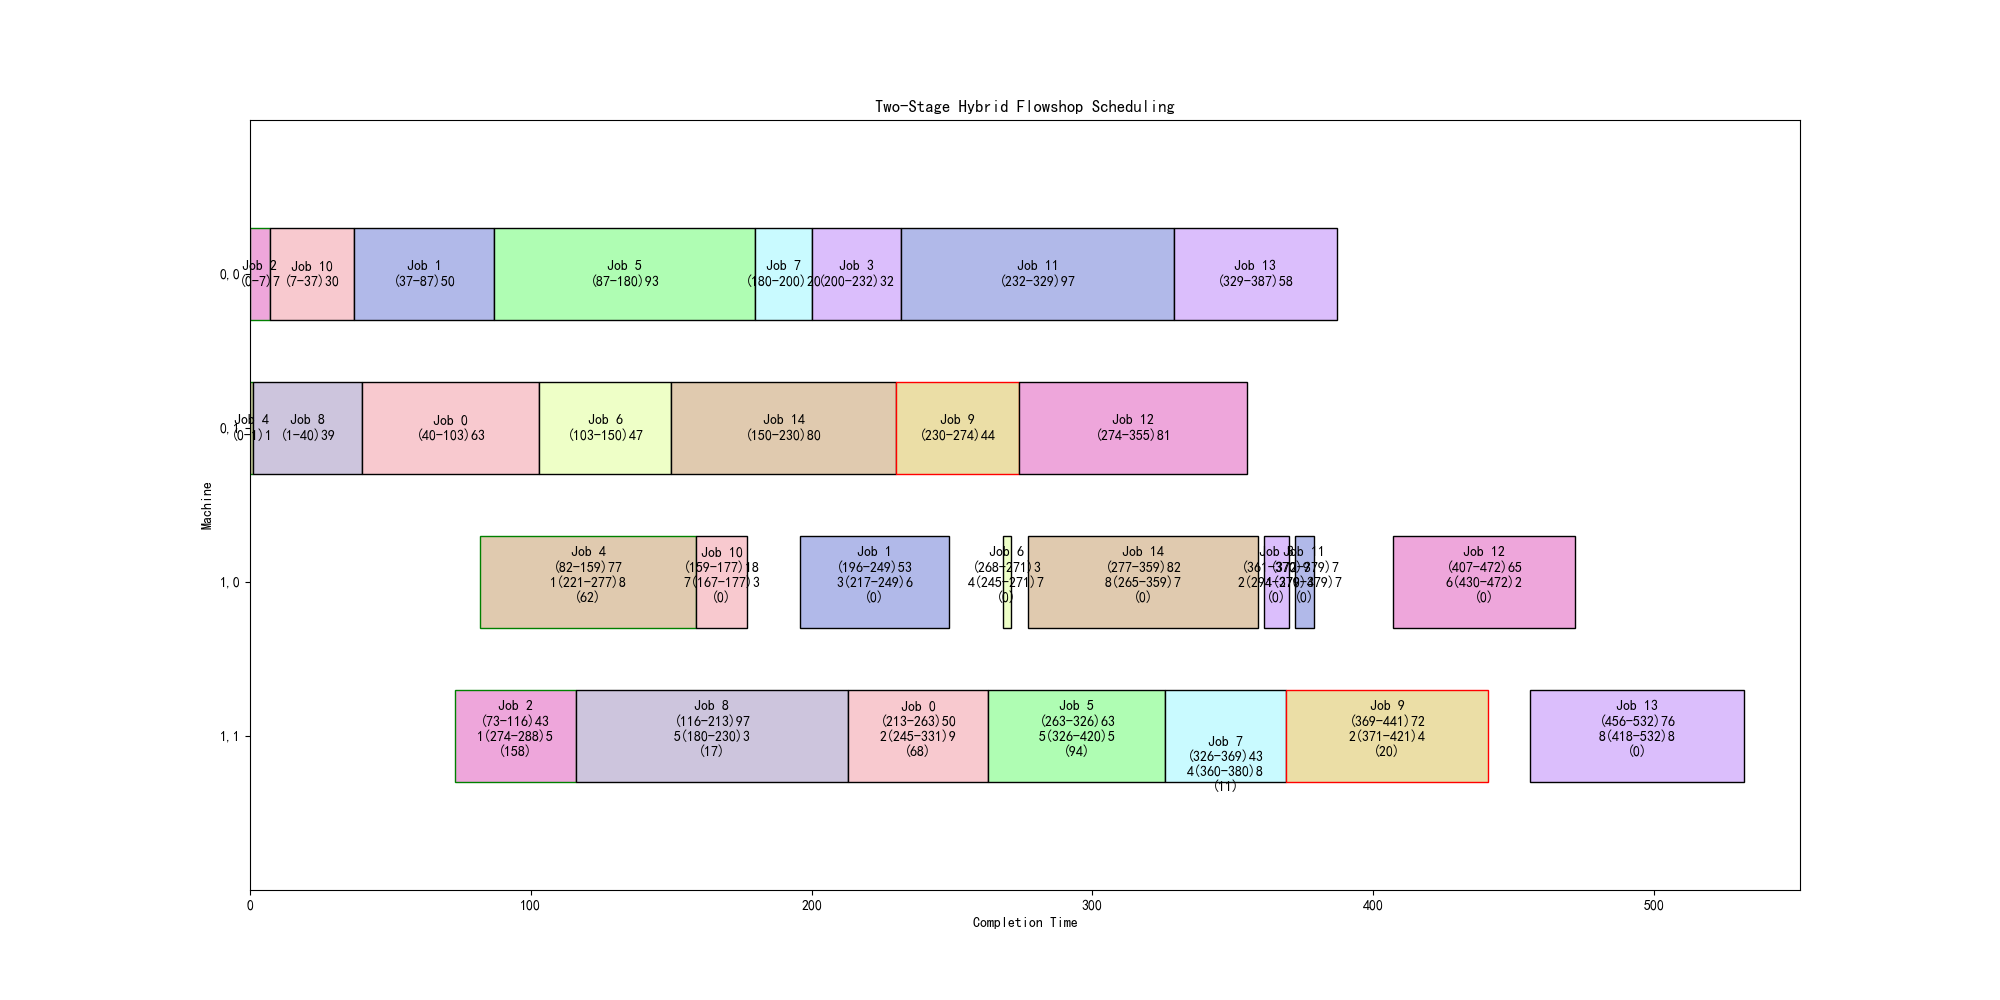 Two-Stage Hybrid Flowshop Scheduling
0,0
Job 2
(0-7)7
Job 10
(7-37)30
Job 1
(37-87)50
Job 5
(87-180)93
Job 7
(180-200)20
Job 3
(200-232)32
Job 11
(232-329)97
Job 13
(329-387)58
0,1
Job 4
(0-1)1
Job 8
(1-40)39
Job 0
(40-103)63
Job 6
(103-150)47
Job 14
(150-230)80
Job 9
(230-274)44
Job 12
(274-355)81
Machine
1,0
Job 4
(82-159)77
1(221-277)8
(62)
Job 10
(159-177)18
7(167-177)3
(0)
Job 1
(196-249)53
3(217-249)6
(0)
Job 6
(268-271)3
4(245-271)7
(0)
Job 14
(277-359)82
8(265-359)7
(0)
Job
(0)
Job 11
(372-379)7
(0)
Job 12
(407-472)65
6(430-472)2
(0)
1,1
Job 2
(73-116)43
1(274-288)5
(158)
Job 8
(116-213)97
5(180-230)3
(17)
Job 0
(213-263)50
2(245-331)9
(68)
Job 5
(263-326)63
5(326-420)5
(94)
Job 7
(326-369)43
4(360-380)8
(11)
Job 9
(369-441)72
2(371-421)4
(20)
Job 13
(456-532)76
8(418-532)8
(0)
0
100
200
300
400
500
Completion Time